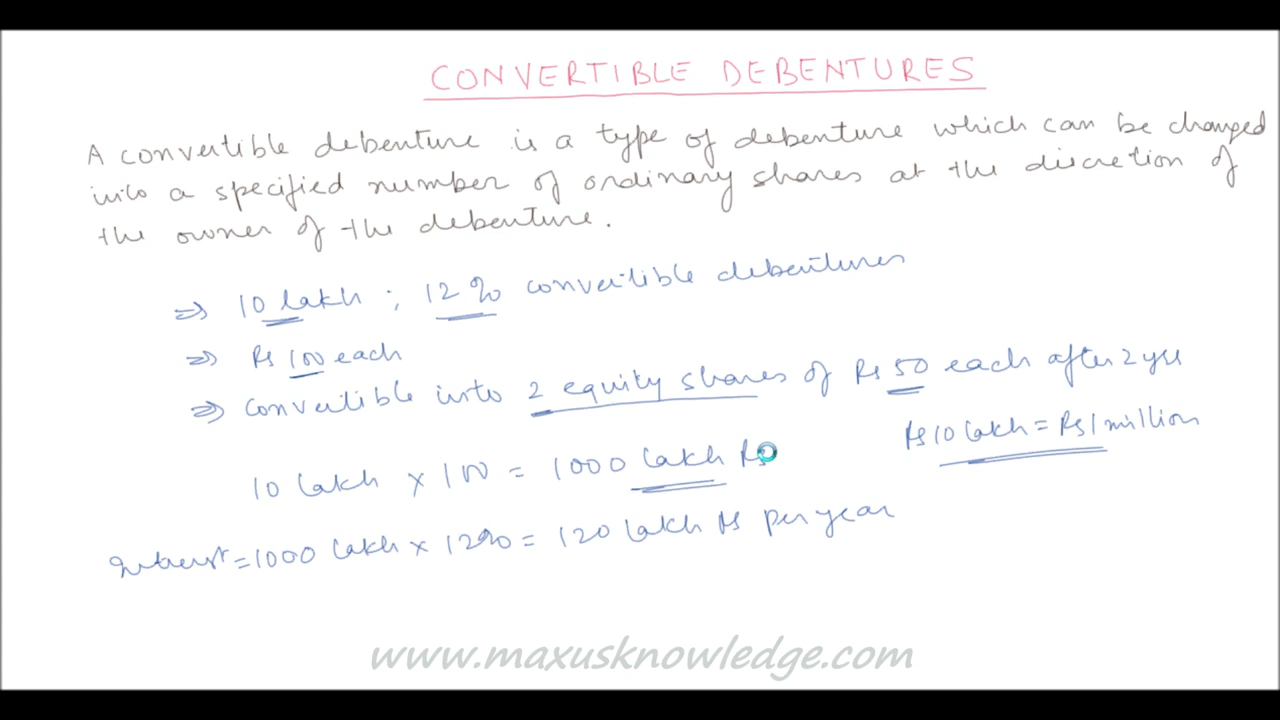 CONVERTIBLE DEBENTURES
A convertible debenture is a type of debenture which can be changed
into a specified number of ordinary shares at the discretion of
the owner of the debenture.
⇒ 10 lakh ; 12% convertible debentures
⇒ Rs 100 each
⇒ convertible into 2 equity shares of Rs 50 each after 2 yrs
Rs 10 lakh = Rs 1 million
10 lakh × 100 = 1000 lakh Rs
Interest = 1000 lakh × 12% = 120 lakh Rs per year
www.maxusknowledge.com